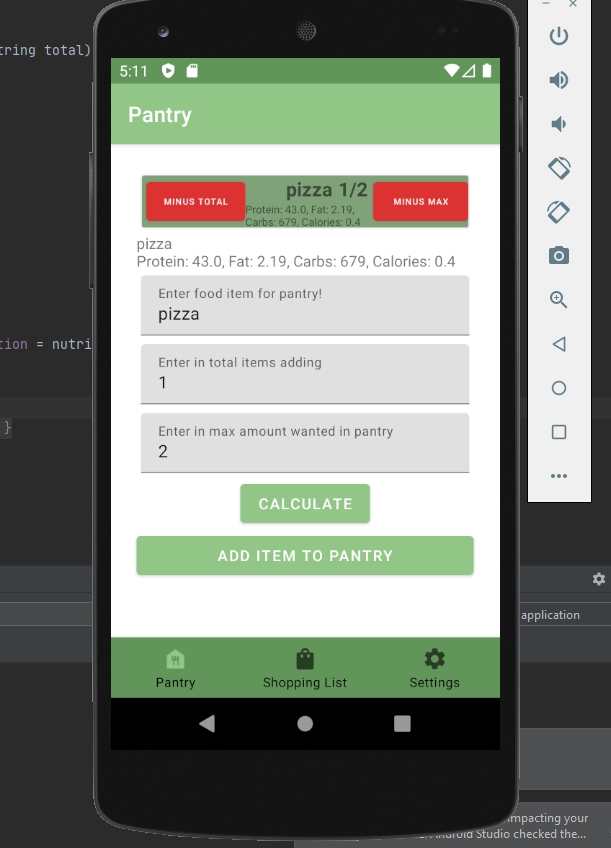 tring total)
5:11
Pantry
MINUS TOTAL
pizza 1/2
Protein: 43.0, Fat: 2.19,
Carbs: 679, Calories: 0.4
MINUS MAX
pizza
Protein: 43.0, Fat: 2.19, Carbs: 679, Calories: 0.4
Enter food item for pantry!
pizza
tion = nutri
Enter in total items adding
1
}
Enter in max amount wanted in pantry
2
CALCULATE
ADD ITEM TO PANTRY
application
Pantry
Shopping List
Settings
impacting your
Android Studio checked the...